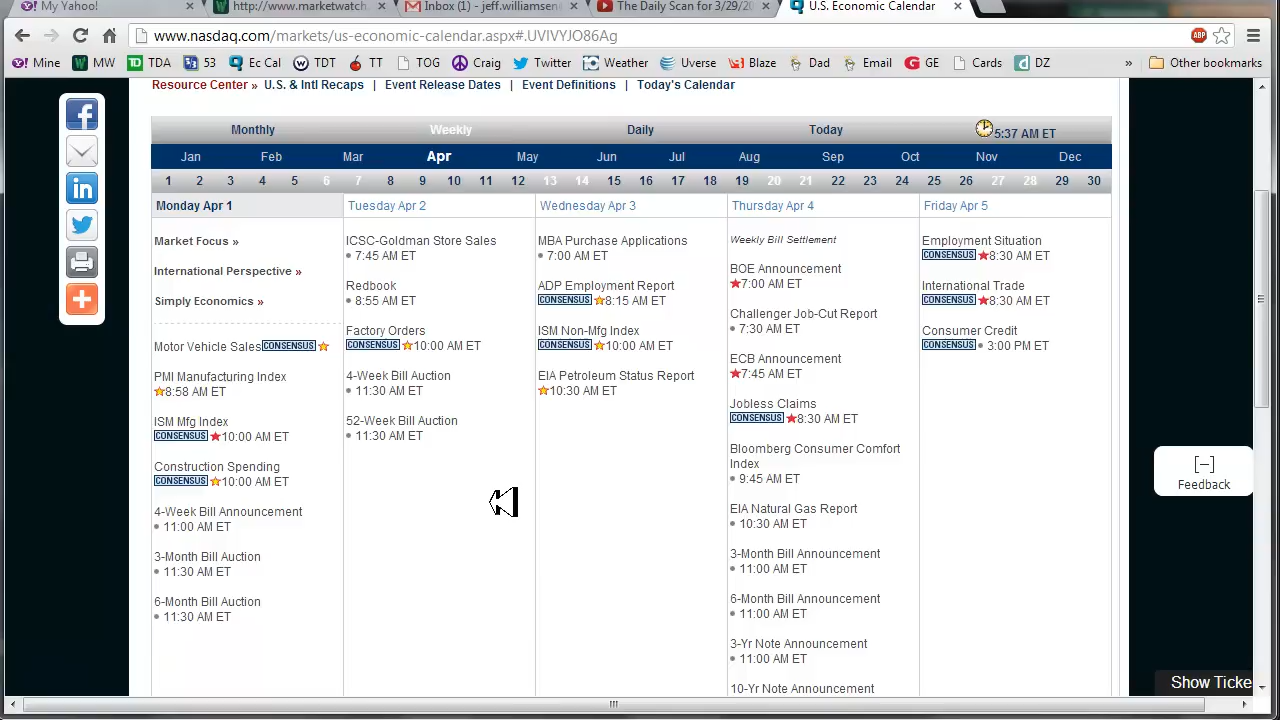 My Yahoo!
http://www.marketwatch.
Inbox (1) - jeff.williamsen
The Daily Scan for 3/29/20
U.S. Economic Calendar
www.nasdaq.com/markets/us-economic-calendar.aspx#.UVIVYJO86Ag
ABP
Mine
MW
TDA
53
Ec Cal
TDT
TT
TOG
Craig
Twitter
Weather
Uverse
Blaz
Dad
Email
GE
Cards
DZ
»
Other bookmarks
Resource Center » U.S. & Intl Recaps | Event Release Dates | Event Definitions | Today's Calendar
Monthly Weekly Daily Today 5:37 AM ET
Jan Feb Mar Apr May Jun Jul Aug Sep Oct Nov Dec
1 2 3 4 5 6 7 8 9 10 11 12 13 14 15 16 17 18 19 20 21 22 23 24 25 26 27 28 29 30
Monday Apr 1
Market Focus »
International Perspective »
Simply Economics »
Motor Vehicle Sales CONSENSUS
PMI Manufacturing Index
8:58 AM ET
ISM Mfg Index
CONSENSUS 10:00 AM ET
Construction Spending
CONSENSUS 10:00 AM ET
4-Week Bill Announcement
• 11:00 AM ET
3-Month Bill Auction
• 11:30 AM ET
6-Month Bill Auction
• 11:30 AM ET
Tuesday Apr 2
ICSC-Goldman Store Sales
• 7:45 AM ET
Redbook
• 8:55 AM ET
Factory Orders
CONSENSUS 10:00 AM ET
4-Week Bill Auction
• 11:30 AM ET
52-Week Bill Auction
• 11:30 AM ET
Wednesday Apr 3
MBA Purchase Applications
• 7:00 AM ET
ADP Employment Report
CONSENSUS 8:15 AM ET
ISM Non-Mfg Index
CONSENSUS 10:00 AM ET
EIA Petroleum Status Report
10:30 AM ET
Thursday Apr 4
Weekly Bill Settlement
BOE Announcement
7:00 AM ET
Challenger Job-Cut Report
• 7:30 AM ET
ECB Announcement
7:45 AM ET
Jobless Claims
CONSENSUS 8:30 AM ET
Bloomberg Consumer Comfort
Index
• 9:45 AM ET
EIA Natural Gas Report
• 10:30 AM ET
3-Month Bill Announcement
• 11:00 AM ET
6-Month Bill Announcement
• 11:00 AM ET
3-Yr Note Announcement
• 11:00 AM ET
10-Yr Note Announcement
Friday Apr 5
Employment Situation
CONSENSUS 8:30 AM ET
International Trade
CONSENSUS 8:30 AM ET
Consumer Credit
CONSENSUS • 3:00 PM ET
[-]
Feedback
Show Ticke